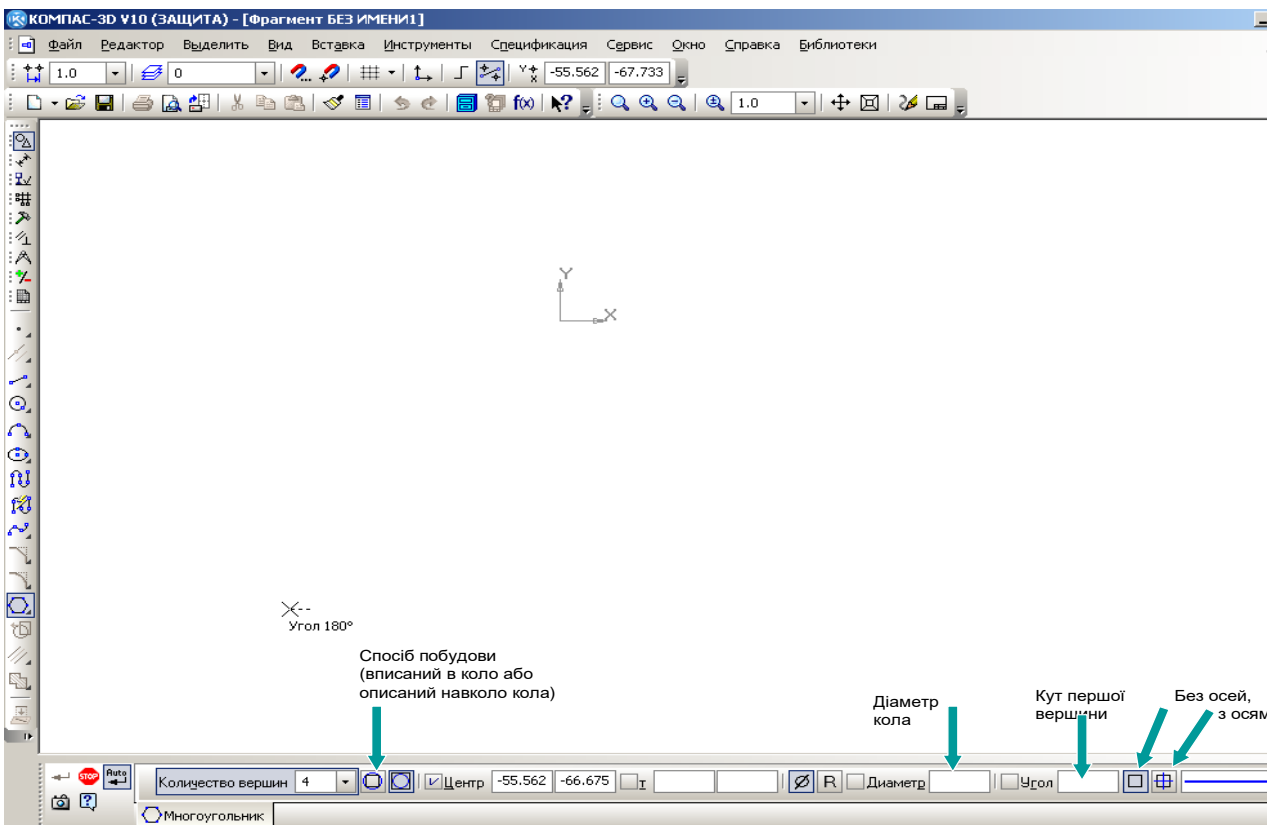 КОМПАС-3D V10 (ЗАЩИТА) - [Фрагмент БЕЗ ИМЕНИ1]
Файл Редактор Выделить Вид Вставка Инструменты Спецификация Сервис Окно Справка Библиотеки
1.0 0 Y X -55.562 -67.733
f(x) 1.0
Y
X
Угол 180°
Спосіб побудови
(вписаний в коло або
описаний навколо кола)
Діаметр
кола
Кут першої
вершини
Без осей,
з осям
STOP Auto
Количество вершин 4 Центр -55.562 -66.675 т R Диаметр Угол
Многоугольник